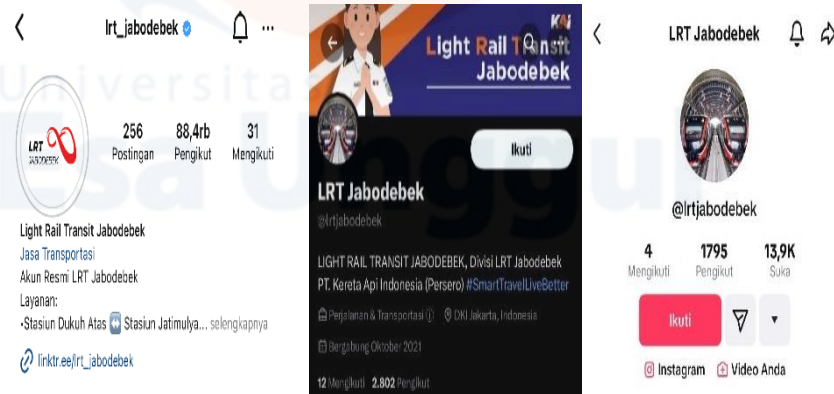 lrt_jabodebek
LRT
JABODEBEK
256
Postingan
88,4rb
Pengikut
31
Mengikuti
Light Rail Transit Jabodebek
Jasa Transportasi
Akun Resmi LRT Jabodebek
Layanan:
-Stasiun Dukuh Atas ↔️ Stasiun Jatimulya... selengkapnya
linktr.ee/lrt_jabodebek
KAI
Light Rail Transit
Jabodebek
Ikuti
LRT Jabodebek
@lrtjabodebek
LIGHT RAIL TRANSIT JABODEBEK, Divisi LRT Jabodebek
PT. Kereta Api Indonesia (Persero) #SmartTravelLiveBetter
Perjalanan & Transportasi DKI Jakarta, Indonesia
Bergabung Oktober 2021
12 Mengikuti 2.802 Pengikut
LRT Jabodebek
@lrtjabodebek
4
Mengikuti
1795
Pengikut
13,9K
Suka
Ikuti
Instagram
Video Anda
Universitas
Esa Unggul